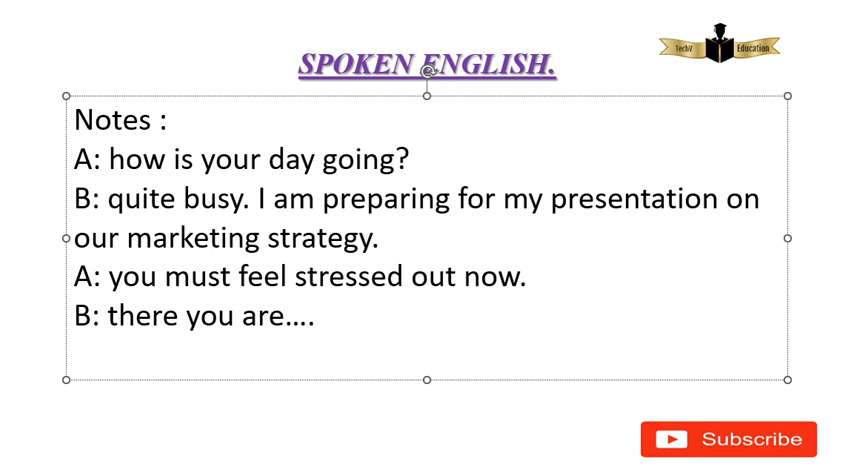 TechY Education
SPOKEN ENGLISH.
Notes :
A: how is your day going?
B: quite busy. I am preparing for my presentation on
our marketing strategy.
A: you must feel stressed out now.
B: there you are....
Subscribe